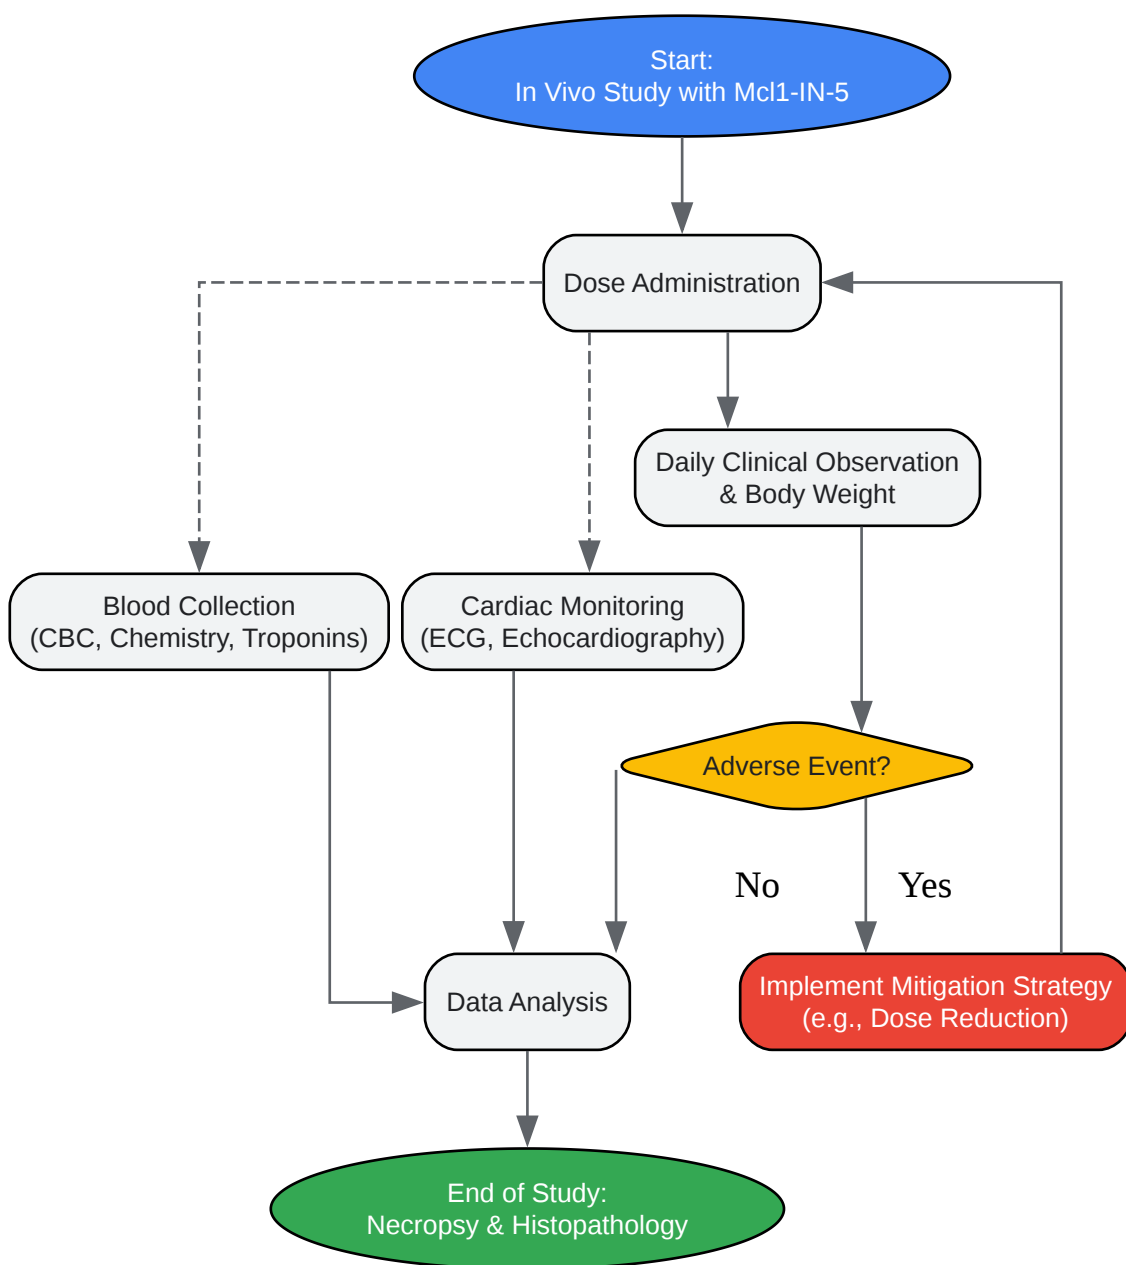 Start:
In Vivo Study with Mcl1-IN-5
Dose Administration
Daily Clinical Observation
& Body Weight
Blood Collection
(CBC, Chemistry, Troponins)
Cardiac Monitoring
(ECG, Echocardiography)
Adverse Event?
No
Yes
Data Analysis
Implement Mitigation Strategy
(e.g., Dose Reduction)
End of Study:
Necropsy & Histopathology